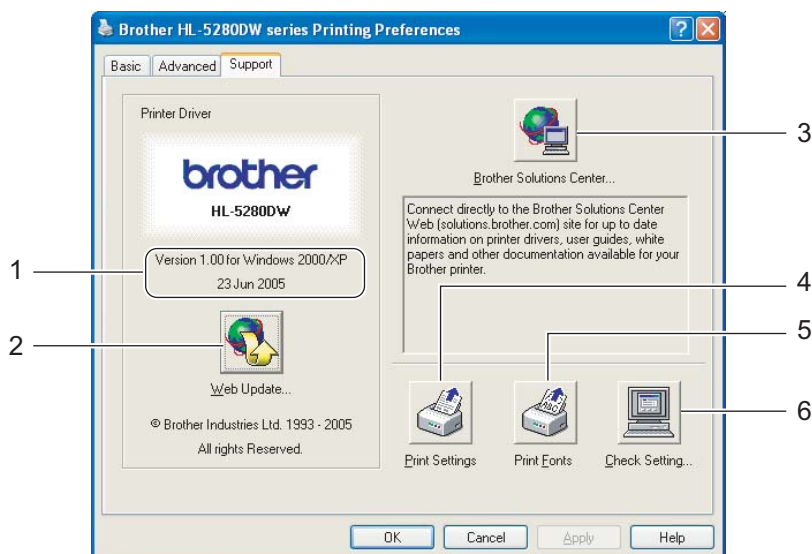 Brother HL-5280DW series Printing Preferences
Basic Advanced Support
Printer Driver
brother
HL-5280DW
1
Version 1.00 for Windows 2000/XP
23 Jun 2005
2
Web Update...
© Brother Industries Ltd. 1993 - 2005
All rights Reserved.
3
Brother Solutions Center...
Connect directly to the Brother Solutions Center
Web (solutions.brother.com) site for up to date
information on printer drivers, user guides, white
papers and other documentation available for your
Brother printer.
4
5
6
Print Settings Print Fonts Check Setting...
OK Cancel Apply Help